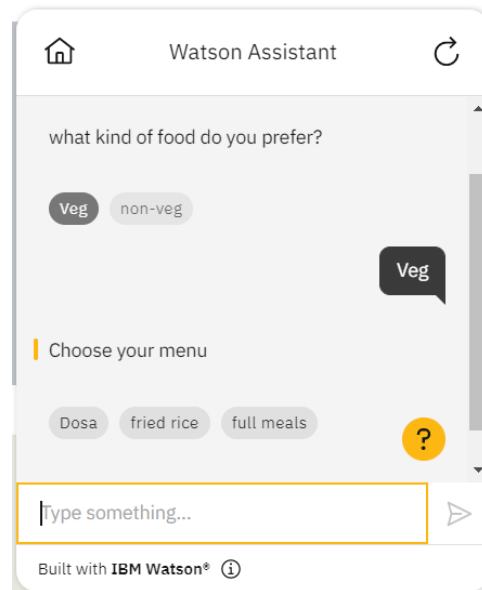 Watson Assistant
what kind of food do you prefer?
Veg non-veg
Veg
Choose your menu
Dosa fried rice full meals
?
Type something...
Built with IBM Watson®